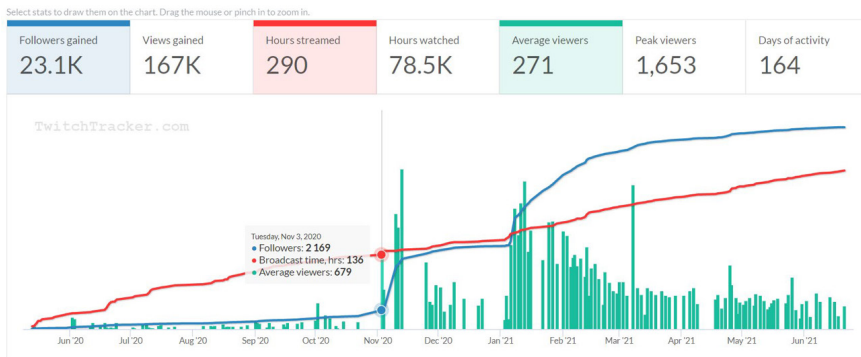 Select stats to draw them on the chart. Drag the mouse or pinch in to zoom in.
Followers gained Views gained Hours streamed Hours watched Average viewers Peak viewers Days of activity
23.1K 167K 290 78.5K 271 1,653 164
TwitchTracker.com
Tuesday, Nov 3, 2020
Followers: 2 169
Broadcast time, hrs: 136
Average viewers: 679
Jun '20 Jul '20 Aug '20 Sep '20 Oct '20 Nov '20 Dec '20 Jan '21 Feb '21 Mar '21 Apr '21 May '21 Jun '21